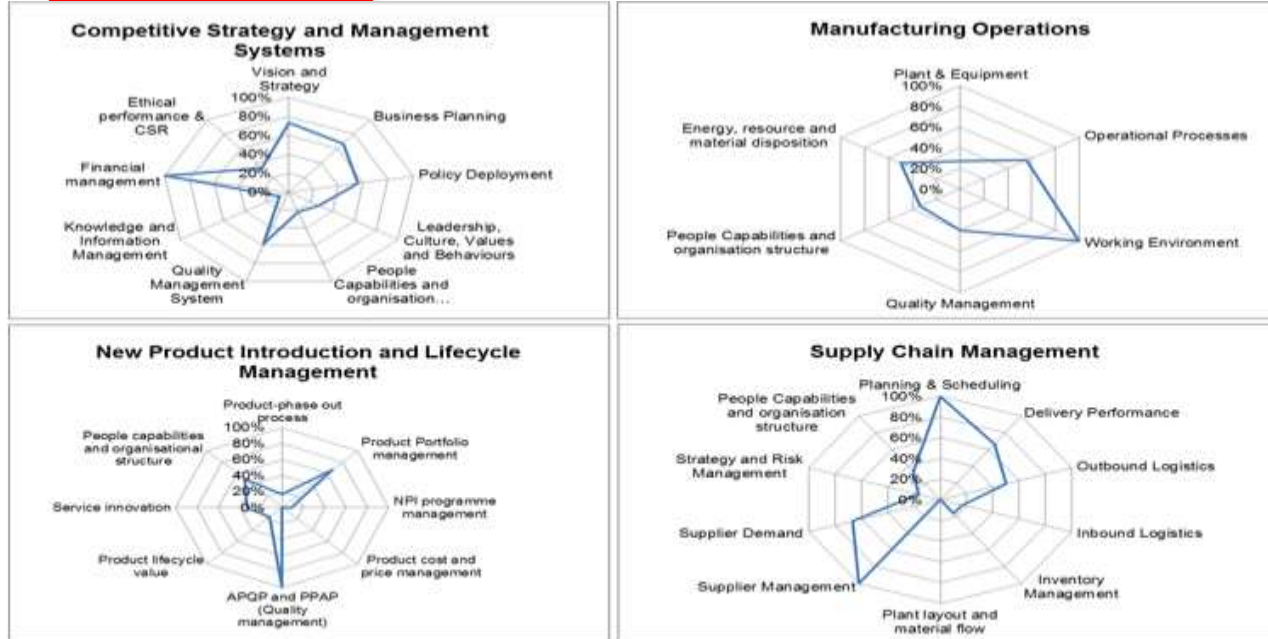 Competitive Strategy and Management
Systems
Vision and
Strategy
100%
80%
60%
40%
20%
0%
Business Planning
Policy Deployment
Leadership,
Culture, Values
and Behaviours
People
Capabilities and
organisation...
Quality
Management
System
Knowledge and
Information
Management
Financial
management
Ethical
performance &
CSR
Manufacturing Operations
Plant & Equipment
100%
80%
60%
40%
20%
0%
Operational Processes
Working Environment
Quality Management
People Capabilities and
organisation structure
Energy, resource and
material disposition
New Product Introduction and Lifecycle
Management
Product-phase out
process
100%
80%
60%
40%
20%
0%
Product Portfolio
management
NPI programme
management
Product cost and
price management
APQP and PPAP
(Quality
management)
Product lifecycle
value
Service innovation
People capabilities
and organisational
structure
Supply Chain Management
Planning & Scheduling
100%
80%
60%
40%
20%
0%
Delivery Performance
Outbound Logistics
Inbound Logistics
Inventory
Management
Plant layout and
material flow
Supplier Management
Supplier Demand
Strategy and Risk
Management
People Capabilities
and organisation
structure